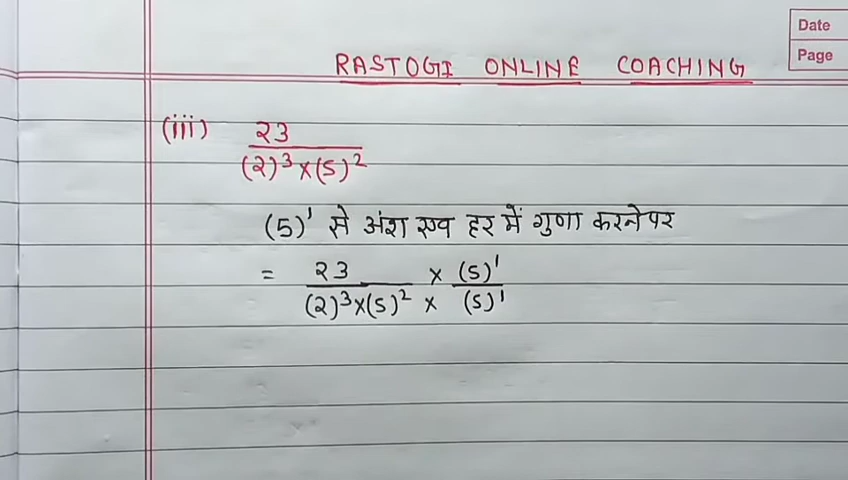 Date
Page
RASTOGI ONLINE COACHING
(iii) 23
(2)³×(5)²
(5)¹ से अंश एव हर में गुणा करने पर
= 23 × (5)¹
(2)³×(5)² × (5)¹